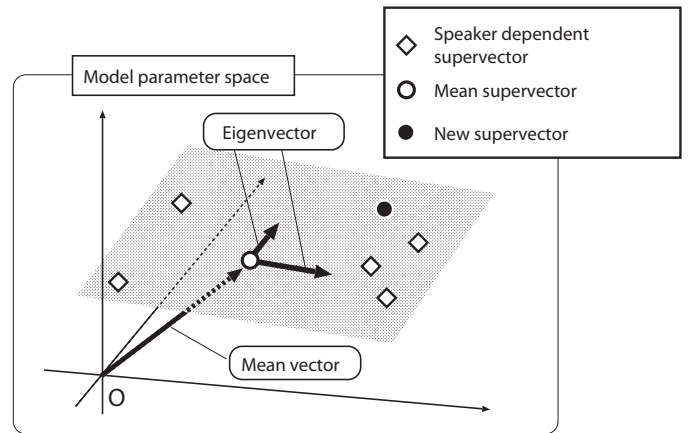 Speaker dependent
supervector
Mean supervector
New supervector
Model parameter space
Eigenvector
Mean vector
O